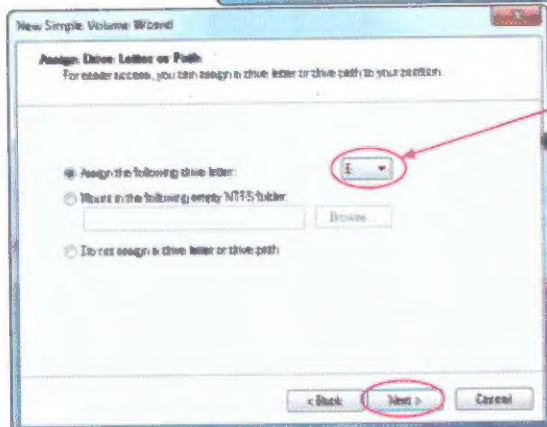 New Simple Volume Wizard
Assign Drive Letter or Path
For easier access, you can assign a drive letter or drive path to your partition.
Assign the following drive letter:
Mount in the following empty NTFS folder:
Browse...
Do not assign a drive letter or drive path
< Back
Next >
Cancel